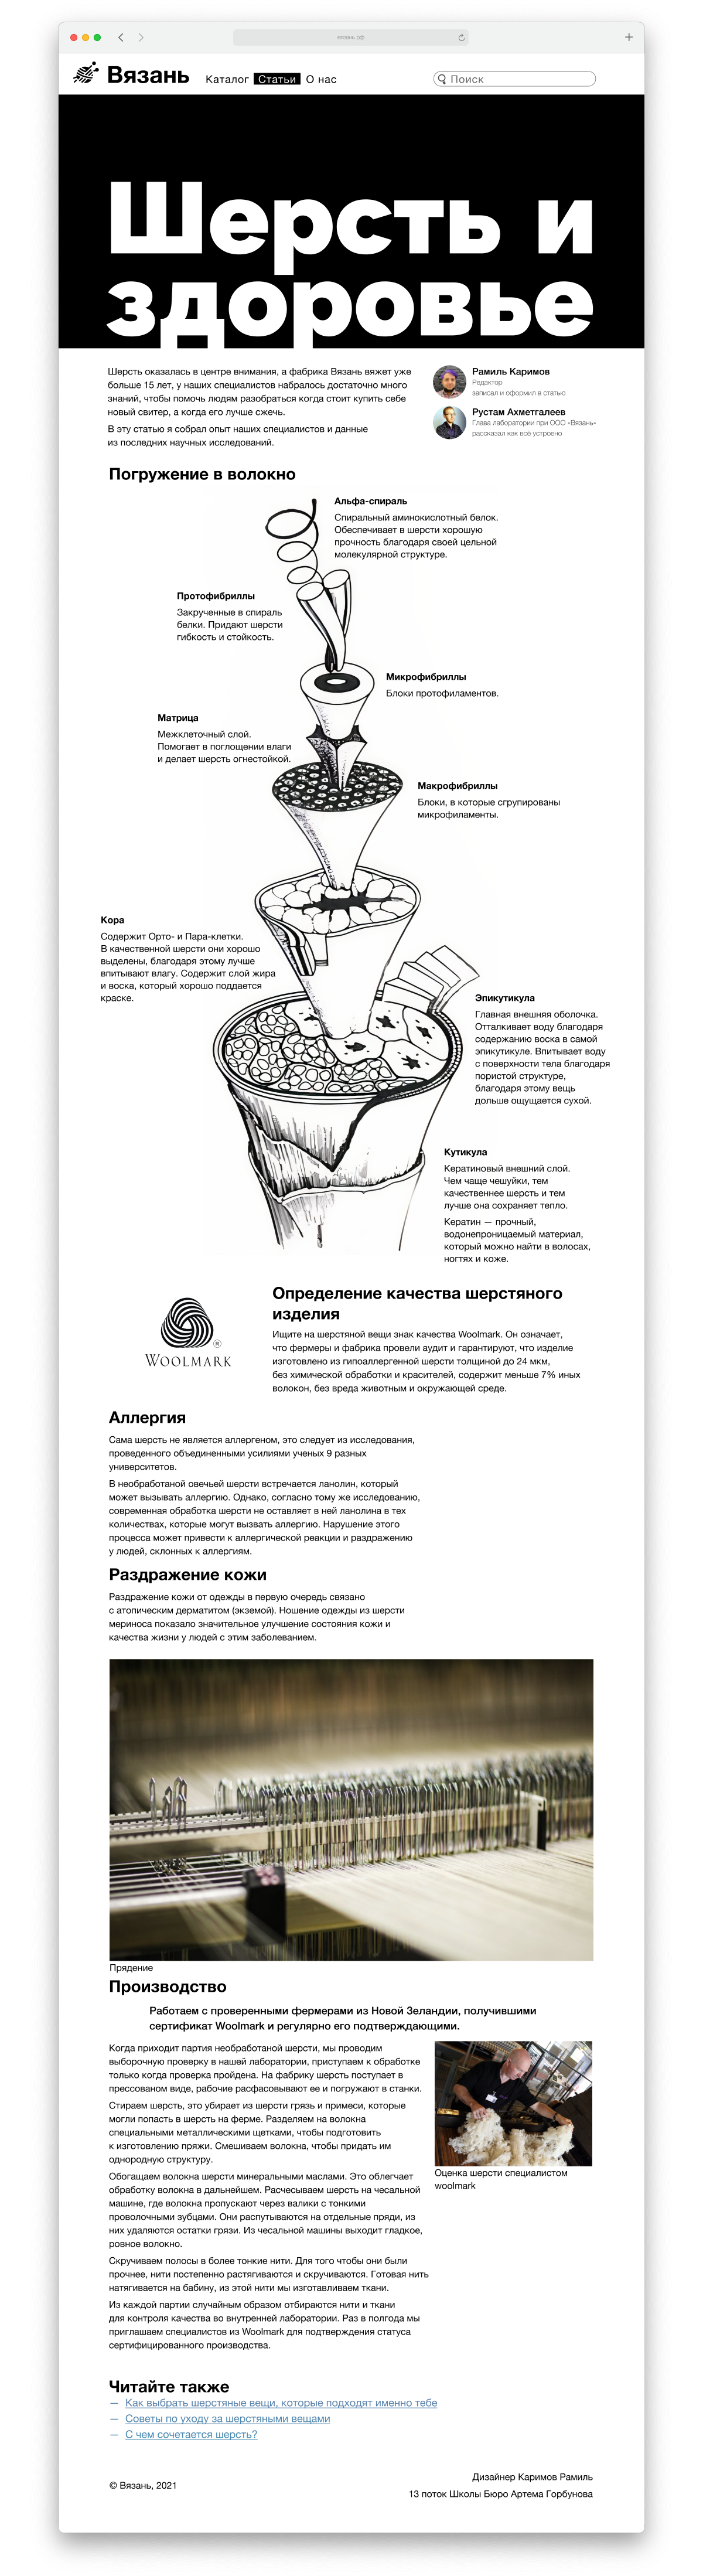 вязань.рф
Вязань
Каталог Статьи О нас
Поиск
Шерсть и
здоровье
Шерсть оказалась в центре внимания, а фабрика Вязань вяжет уже
больше 15 лет, у наших специалистов набралось достаточно много
знаний, чтобы помочь людям разобраться когда стоит купить себе
новый свитер, а когда его лучше сжечь.
В эту статью я собрал опыт наших специалистов и данные
из последних научных исследований.
Рамиль Каримов
Редактор
записал и оформил в статью
Рустам Ахметгалеев
Глава лаборатории при ООО «Вязань»
рассказал как всё устроено
Погружение в волокно
Альфа-спираль
Спиральный аминокислотный белок.
Обеспечивает в шерсти хорошую
прочность благодаря своей цельной
молекулярной структуре.
Протофибриллы
Закрученные в спираль
белки. Придают шерсти
гибкость и стойкость.
Микрофибриллы
Блоки протофиламентов.
Матрица
Межклеточный слой.
Помогает в поглощении влаги
и делает шерсть огнестойкой.
Макрофибриллы
Блоки, в которые сгрупированы
микрофиламенты.
Кора
Содержит Орто- и Пара-клетки.
В качественной шерсти они хорошо
выделены, благодаря этому лучше
впитывают влагу. Содержит слой жира
и воска, который хорошо поддается
краске.
Эпикутикула
Главная внешняя оболочка.
Отталкивает воду благодаря
содержанию воска в самой
эпикутикуле. Впитывает воду
с поверхности тела благодаря
пористой структуре,
благодаря этому вещь
дольше ощущается сухой.
Кутикула
Кератиновый внешний слой.
Чем чаще чешуйки, тем
качественнее шерсть и тем
лучше она сохраняет тепло.
Кератин — прочный,
водонепроницаемый материал,
который можно найти в волосах,
ногтях и коже.
WOOLMARK
Определение качества шерстяного
изделия
Ищите на шерстяной вещи знак качества Woolmark. Он означает,
что фермеры и фабрика провели аудит и гарантируют, что изделие
изготовлено из гипоаллергенной шерсти толщиной до 24 мкм,
без химической обработки и красителей, содержит меньше 7% иных
волокон, без вреда животным и окружающей среде.
Аллергия
Сама шерсть не является аллергеном, это следует из исследования,
проведенного объединенными усилиями ученых 9 разных
университетов.
В необработаной овечьей шерсти встречается ланолин, который
может вызывать аллергию. Однако, согласно тому же исследованию,
современная обработка шерсти не оставляет в ней ланолина в тех
количествах, которые могут вызвать аллергию. Нарушение этого
процесса может привести к аллергической реакции и раздражению
у людей, склонных к аллергиям.
Раздражение кожи
Раздражение кожи от одежды в первую очередь связано
с атопическим дерматитом (экземой). Ношение одежды из шерсти
мериноса показало значительное улучшение состояния кожи и
качества жизни у людей с этим заболеванием.
Прядение
Производство
Работаем с проверенными фермерами из Новой Зеландии, получившими
сертификат Woolmark и регулярно его подтверждающими.
Когда приходит партия необработаной шерсти, мы проводим
выборочную проверку в нашей лаборатории, приступаем к обработке
только когда проверка пройдена. На фабрику шерсть поступает в
прессованом виде, рабочие расфасовывают ее и погружают в станки.
Стираем шерсть, это убирает из шерсти грязь и примеси, которые
могли попасть в шерсть на ферме. Разделяем на волокна
специальными металлическими щетками, чтобы подготовить
к изготовлению пряжи. Смешиваем волокна, чтобы придать им
однородную структуру.
Обогащаем волокна шерсти минеральными маслами. Это облегчает
обработку волокна в дальнейшем. Расчесываем шерсть на чесальной
машине, где волокна пропускают через валики с тонкими
проволочными зубцами. Они распутываются на отдельные пряди, из
них удаляются остатки грязи. Из чесальной машины выходит гладкое,
ровное волокно.
Скручиваем полосы в более тонкие нити. Для того чтобы они были
прочнее, нити постепенно растягиваются и скручиваются. Готовая нить
натягивается на бабину, из этой нити мы изготавливаем ткани.
Из каждой партии случайным образом отбираются нити и ткани
для контроля качества во внутренней лаборатории. Раз в полгода мы
приглашаем специалистов из Woolmark для подтверждения статуса
сертифицированного производства.
Оценка шерсти специалистом
woolmark
Читайте также
— Как выбрать шерстяные вещи, которые подходят именно тебе
— Советы по уходу за шерстяными вещами
— С чем сочетается шерсть?
© Вязань, 2021
Дизайнер Каримов Рамиль
13 поток Школы Бюро Артема Горбунова